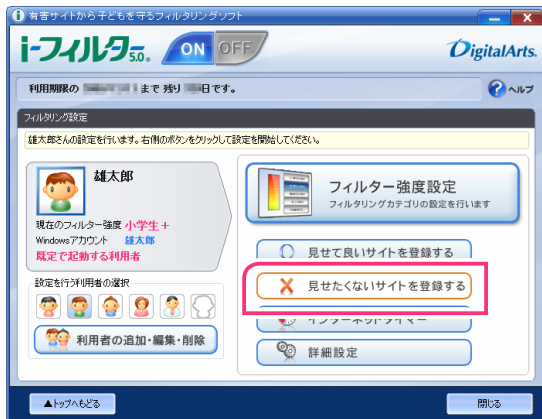 有害サイトから子どもを守るフィルタリングソフト
i-フィルター5.0. ON OFF DigitalArts.
利用期限の まで 残り 日です。 ヘルプ
フィルタリング設定
雄太郎さんの設定を行います。右側のボタンをクリックして設定を開始してください。
雄太郎
現在のフィルター強度 小学生+
Windowsアカウント 雄太郎
既定で起動する利用者
設定を行う利用者の選択
利用者の追加・編集・削除
フィルター強度設定
フィルタリングカテゴリの設定を行います
見せて良いサイトを登録する
見せたくないサイトを登録する
インターネットタイマー
詳細設定
▲トップへもどる
閉じる